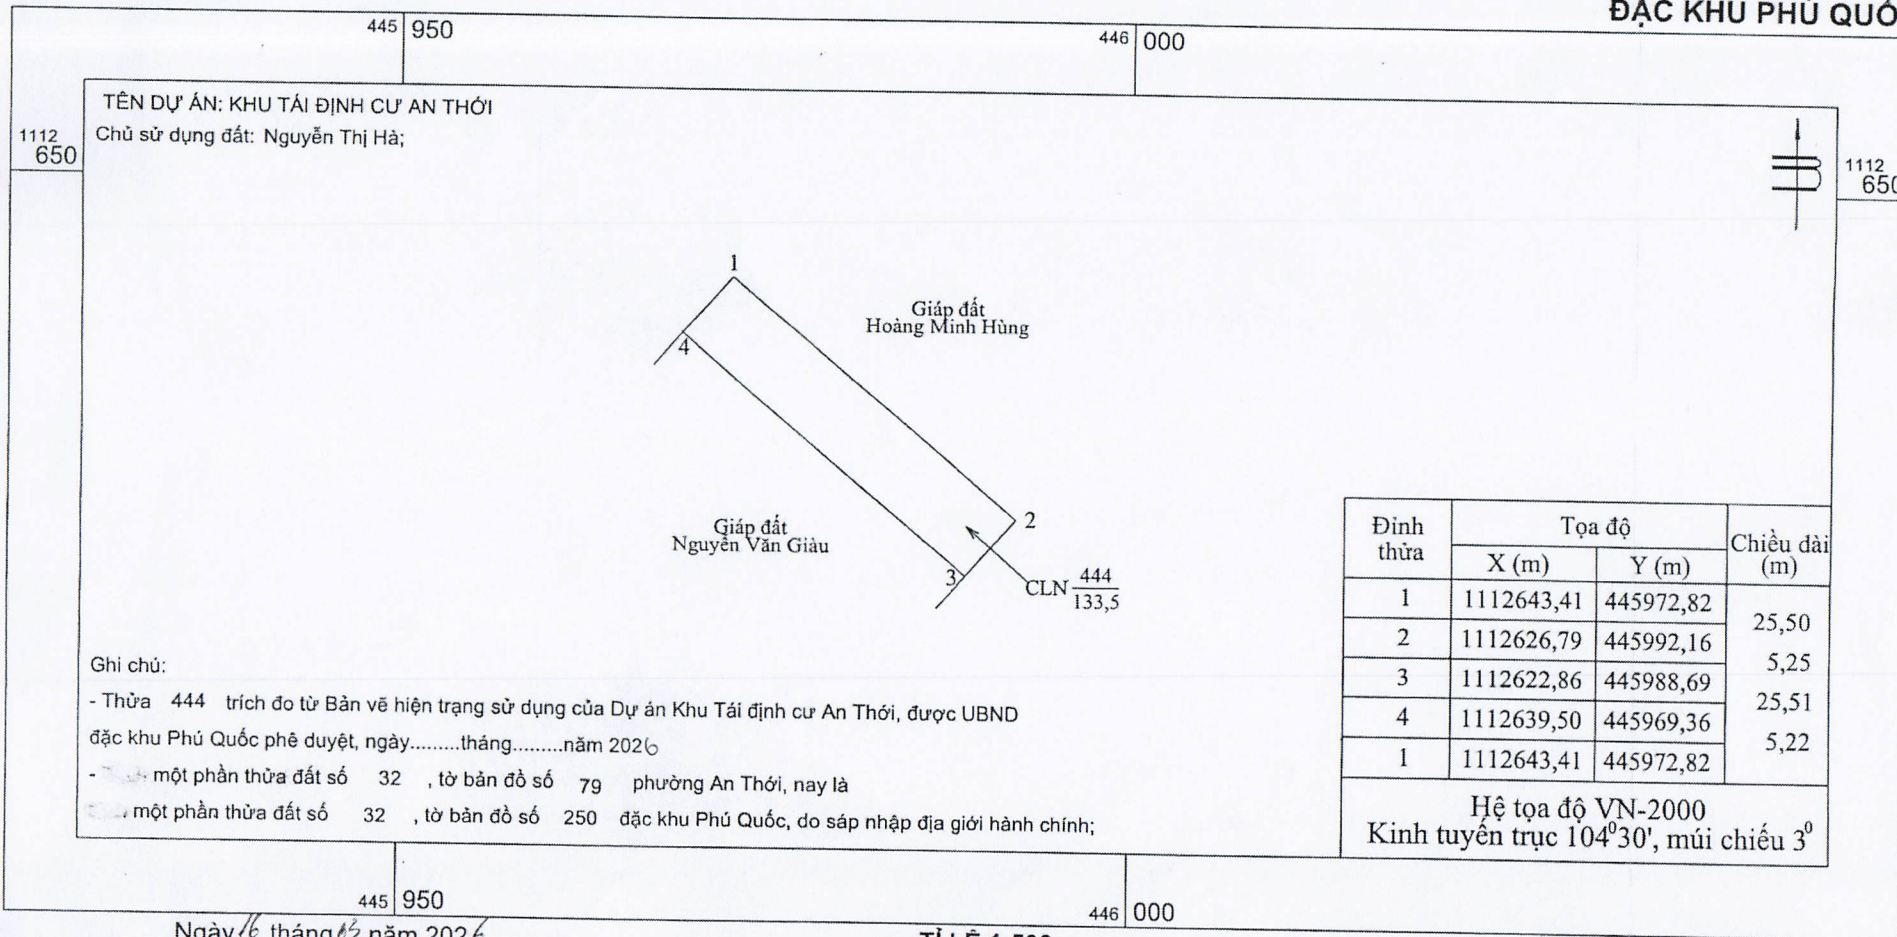 ĐẶC KHU PHÚ QUỐ
445 950
446 000
TÊN DỰ ÁN: KHU TÁI ĐỊNH CƯ AN THỚI
Chủ sử dụng đất: Nguyễn Thị Hà;
1112
650
1112
650
1
Giáp đất
Hoàng Minh Hùng
4
2
Giáp đất
Nguyễn Văn Giàu
3
CLN 444
133,5
Đỉnh thửa Tọa độ Chiều dài (m)
X (m) Y (m)
1 1112643,41 445972,82
25,50
2 1112626,79 445992,16
5,25
3 1112622,86 445988,69
25,51
4 1112639,50 445969,36
5,22
1 1112643,41 445972,82
Hệ tọa độ VN-2000
Kinh tuyến trục 104⁰30', múi chiếu 3⁰
Ghi chú:
- Thửa 444 trích đo từ Bản vẽ hiện trạng sử dụng của Dự án Khu Tái định cư An Thới, được UBND
đặc khu Phú Quốc phê duyệt, ngày.........tháng.........năm 2026
- một phần thửa đất số 32 , tờ bản đồ số 79 phường An Thới, nay là
một phần thửa đất số 32 , tờ bản đồ số 250 đặc khu Phú Quốc, do sáp nhập địa giới hành chính;
445 950
446 000
Ngày 16 tháng 03 năm 2026